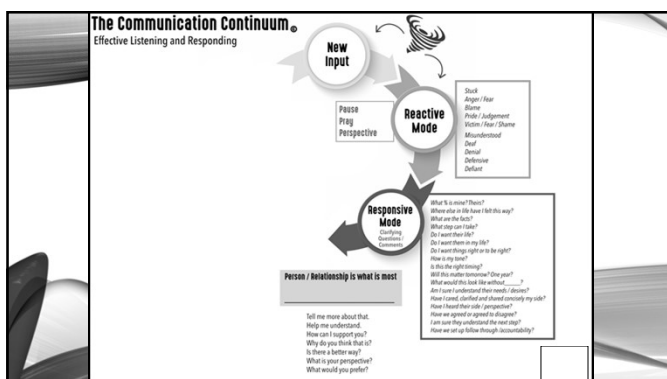 The Communication Continuum®
Effective Listening and Responding
New
Input
Pause
Pray
Perspective
Reactive
Mode
Stuck
Anger / Fear
Blame
Pride / Judgement
Victim / Fear / Shame
Misunderstood
Deaf
Denial
Defensive
Defiant
Responsive
Mode
Clarifying
Questions /
Comments
What % is mine? Theirs?
Where else in life have I felt this way?
What are the facts?
What step can I take?
Do I want their life?
Do I want them in my life?
Do I want things right or to be right?
How is my tone?
Is this the right timing?
Will this matter tomorrow? One year?
What would this look like without_____?
Am I sure I understand their needs / desires?
Have I cared, clarified and shared concisely my side?
Have I heard their side / perspective?
Have we agreed or agreed to disagree?
I am sure they understand the next step?
Have we set up follow through /accountability?
Person / Relationship is what is most
Tell me more about that.
Help me understand.
How can I support you?
Why do you think that is?
Is there a better way?
What is your perspective?
What would you prefer?